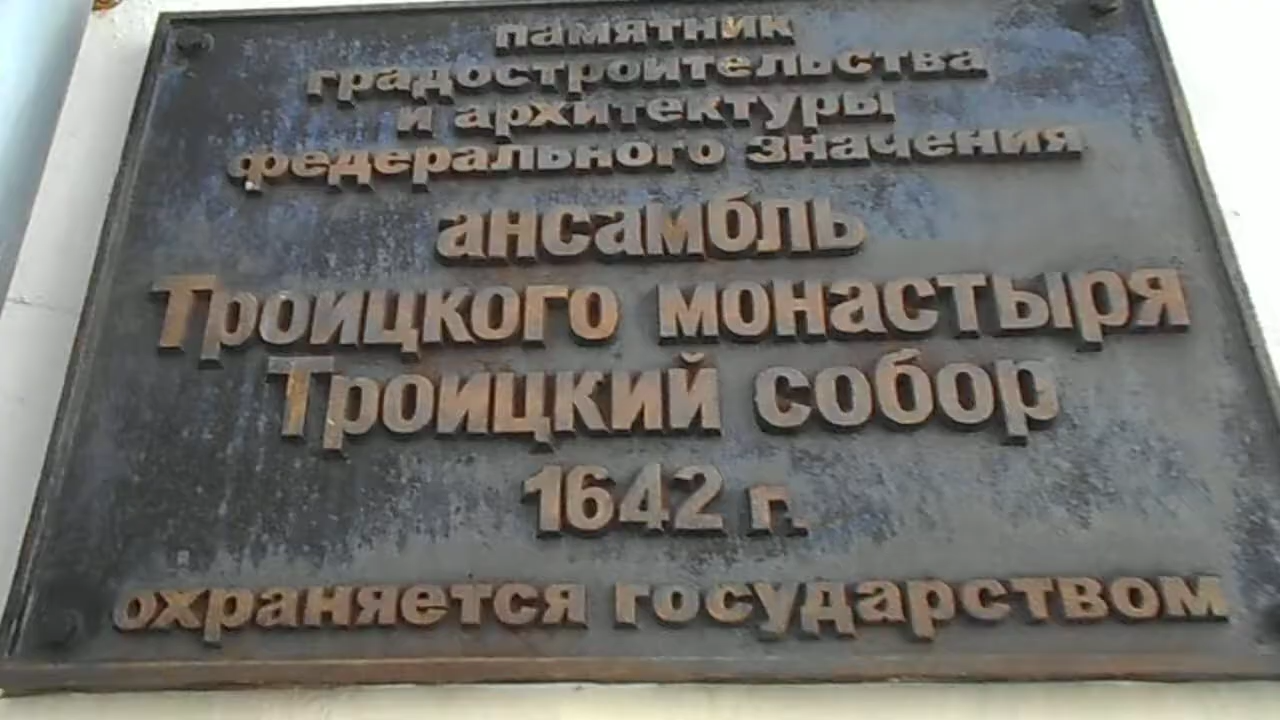 памятник
градостроительства
и архитектуры
федерального значения
ансамбль
Троицкого монастыря
Троицкий собор
1642 г.
охраняется государством